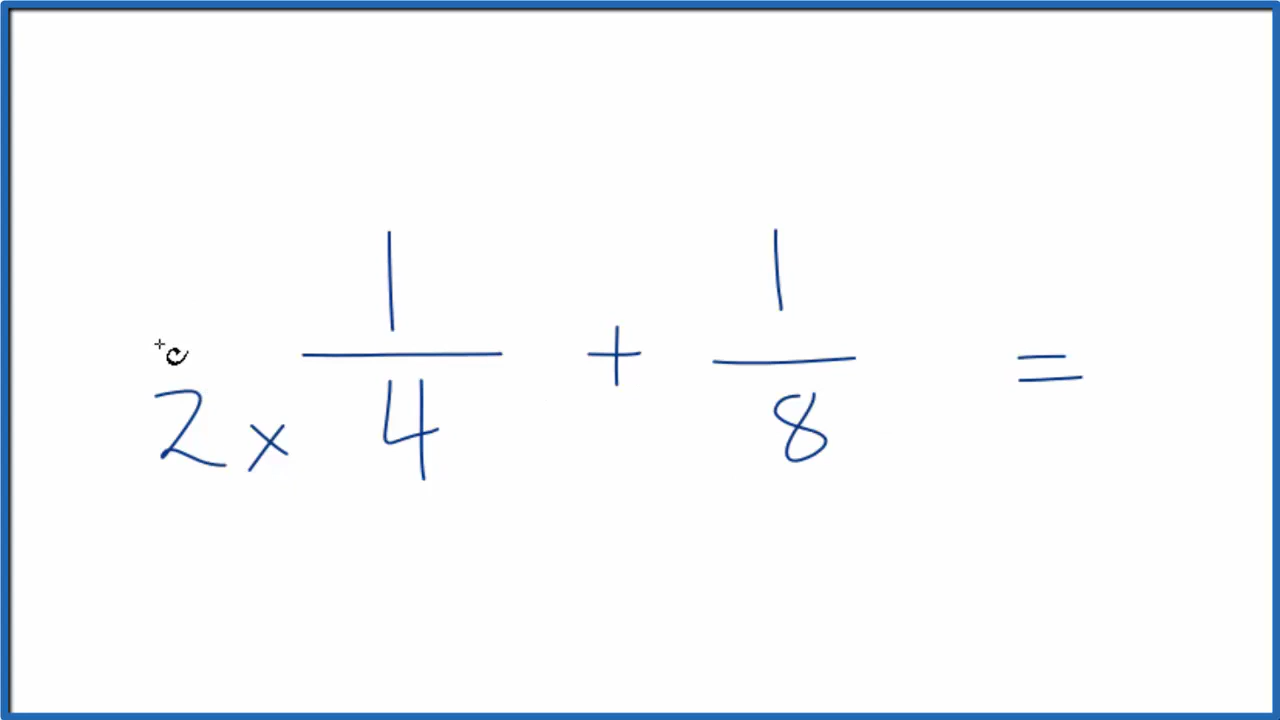 1 1
2 × — + — =
4 8